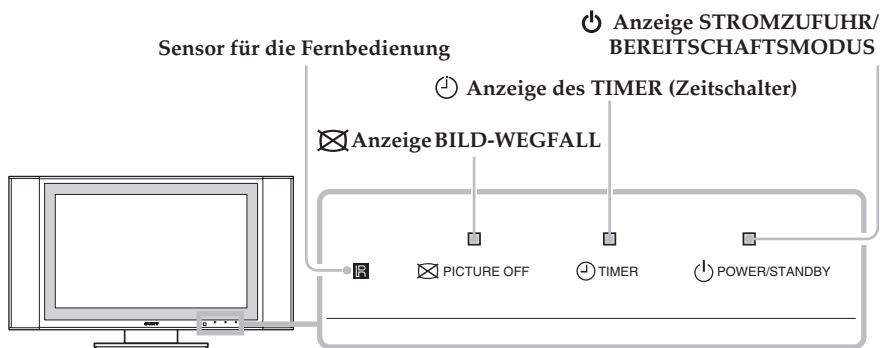 ⏻ Anzeige STROMZUFUHR/
BEREITSCHAFTSMODUS
Sensor für die Fernbedienung
Anzeige des TIMER (Zeitschalter)
Anzeige BILD-WEGFALL
SONY
R PICTURE OFF TIMER POWER/STANDBY